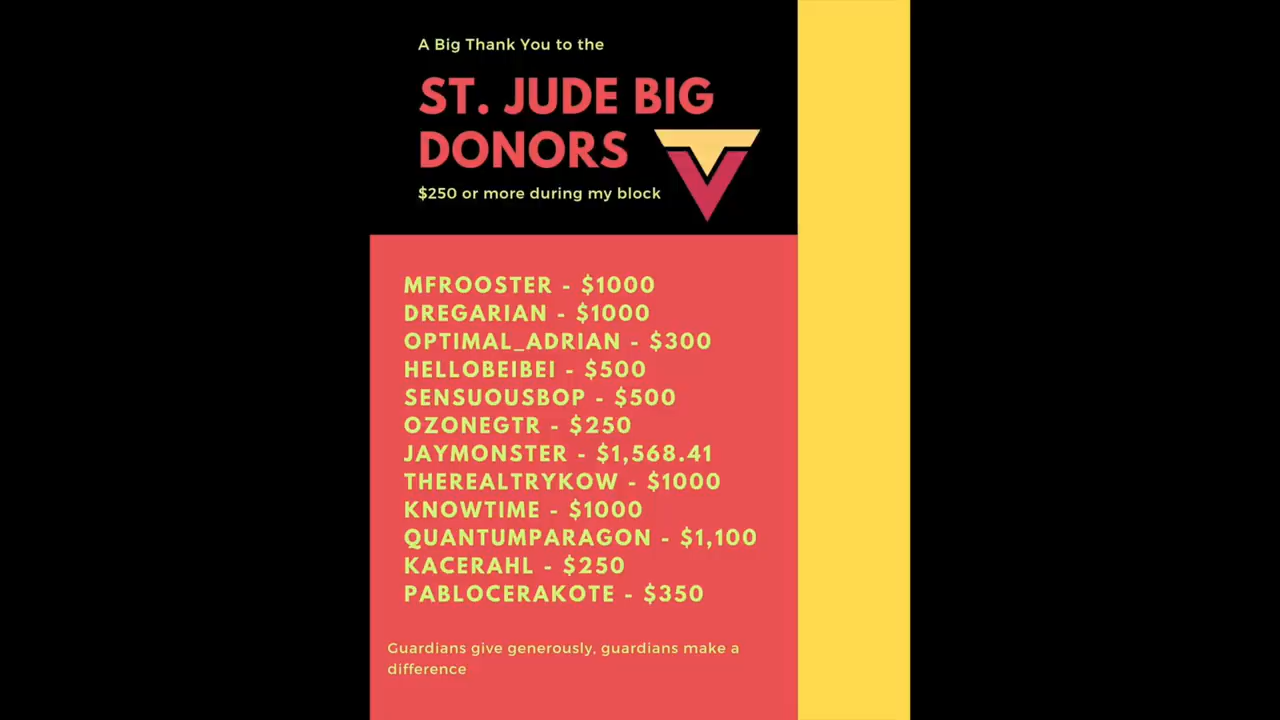 A Big Thank You to the
ST. JUDE BIG
DONORS
$250 or more during my block
MFROOSTER - $1000
DREGARIAN - $1000
OPTIMAL_ADRIAN - $300
HELLOBEIBEI - $500
SENSUOUSBOP - $500
OZONEGTR - $250
JAYMONSTER - $1,568.41
THEREALTRYKOW - $1000
KNOWTIME - $1000
QUANTUMPARAGON - $1,100
KACERAHL - $250
PABLOCERAKOTE - $350
Guardians give generously, guardians make a
difference